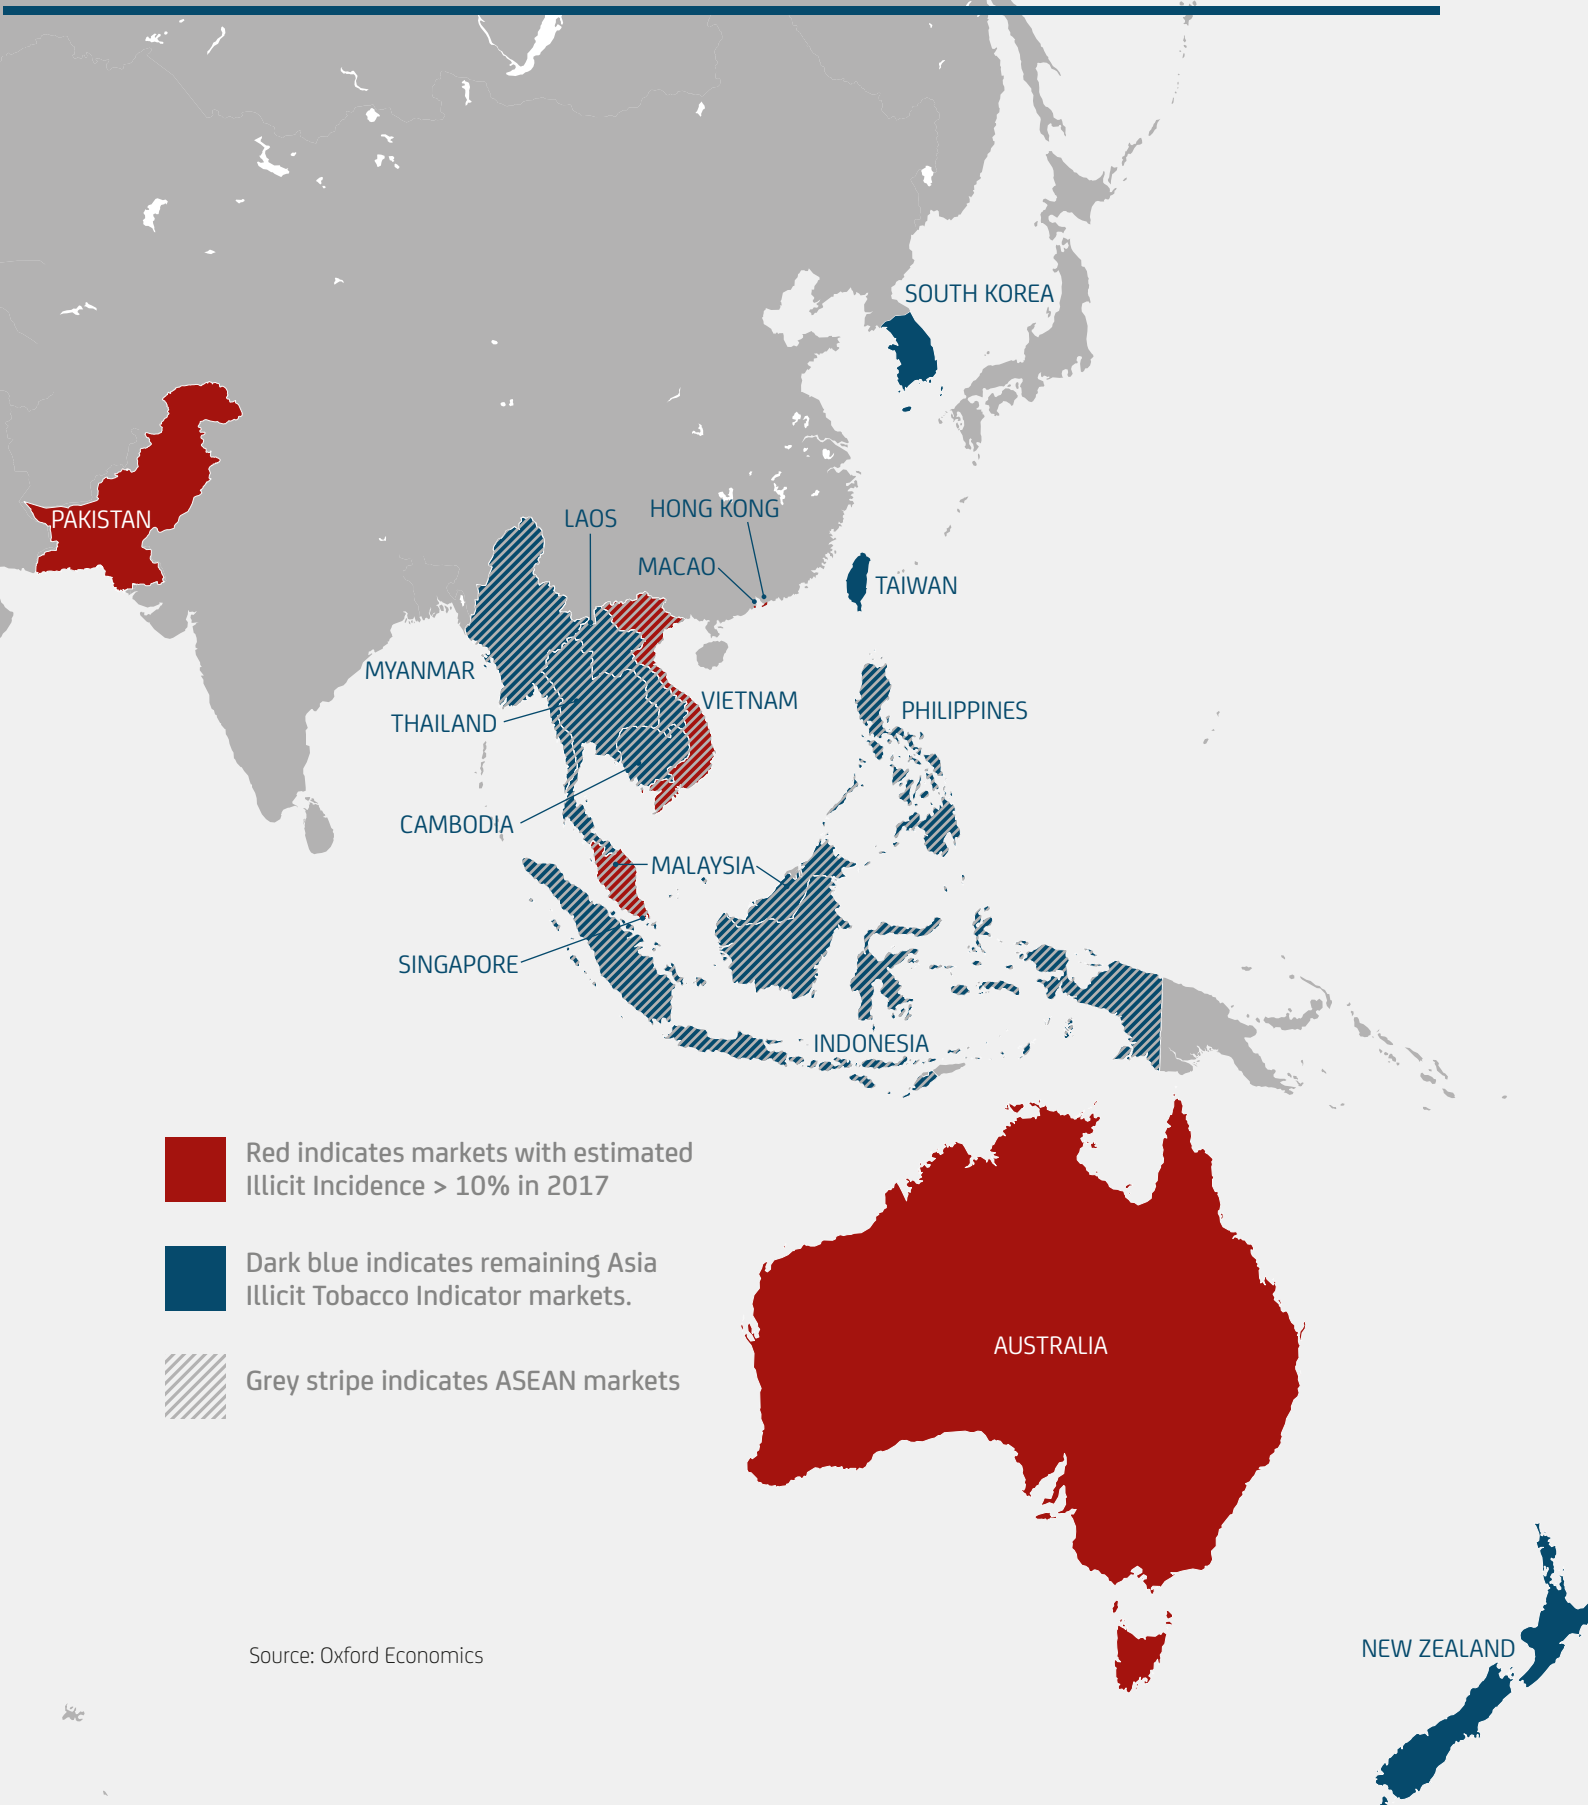 SOUTH KOREA
PAKISTAN
LAOS
HONG KONG
MACAO
TAIWAN
MYANMAR
THAILAND
VIETNAM
PHILIPPINES
CAMBODIA
MALAYSIA
SINGAPORE
INDONESIA
Red indicates markets with estimated
Illicit Incidence > 10% in 2017
Dark blue indicates remaining Asia
Illicit Tobacco Indicator markets.
Grey stripe indicates ASEAN markets
AUSTRALIA
NEW ZEALAND
Source: Oxford Economics